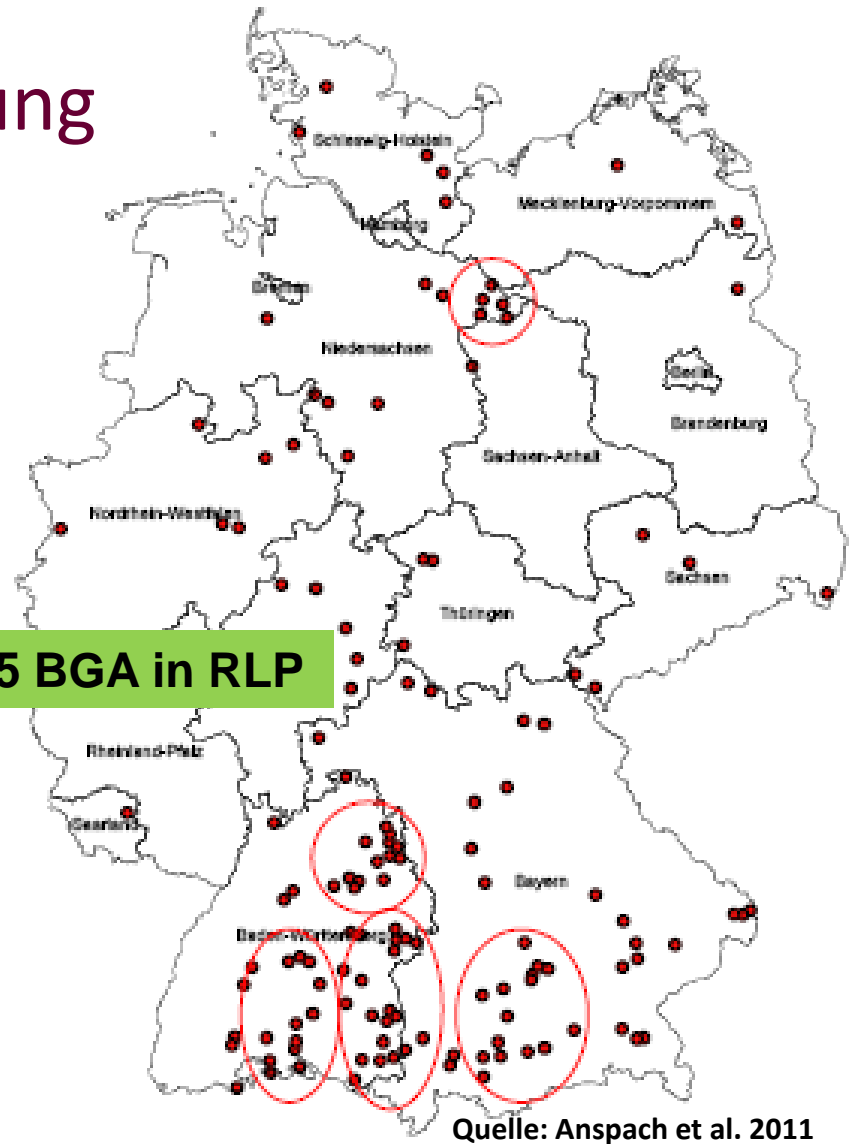 ung
Schleswig-Holstein
Mecklenburg-Vorpommern
Hamburg
Bremen
Niedersachsen
Berlin
Brandenburg
Sachsen-Anhalt
Nordrhein-Westfalen
Sachsen
Thüringen
5 BGA in RLP
Rheinland-Pfalz
Saarland
Bayern
Baden-Württemberg
Quelle: Anspach et al. 2011